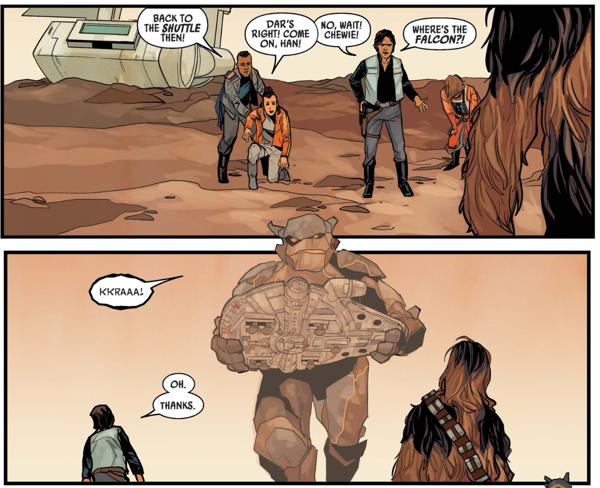 BACK TO
THE SHUTTLE
THEN!
DAR'S
RIGHT! COME
ON, HAN!
NO, WAIT!
CHEWIE!
WHERE'S THE
FALCON?!
KKRAAA!
OH.
THANKS.